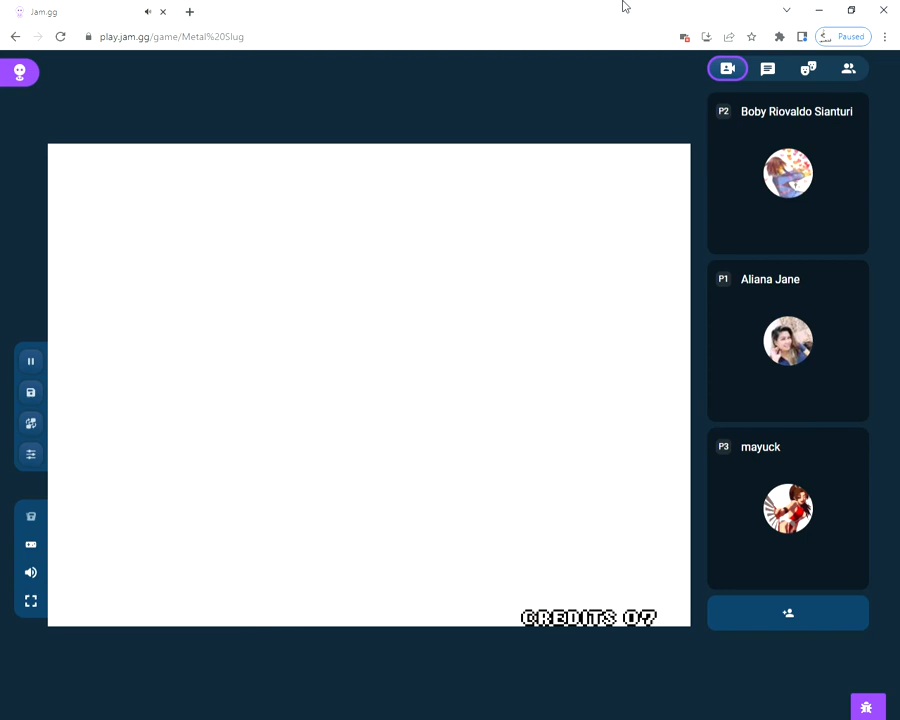 Jam.gg
play.jam.gg/game/Metal%20Slug
Paused
P2 Boby Riovaldo Sianturi
P1 Aliana Jane
P3 mayuck
CREDITS 07